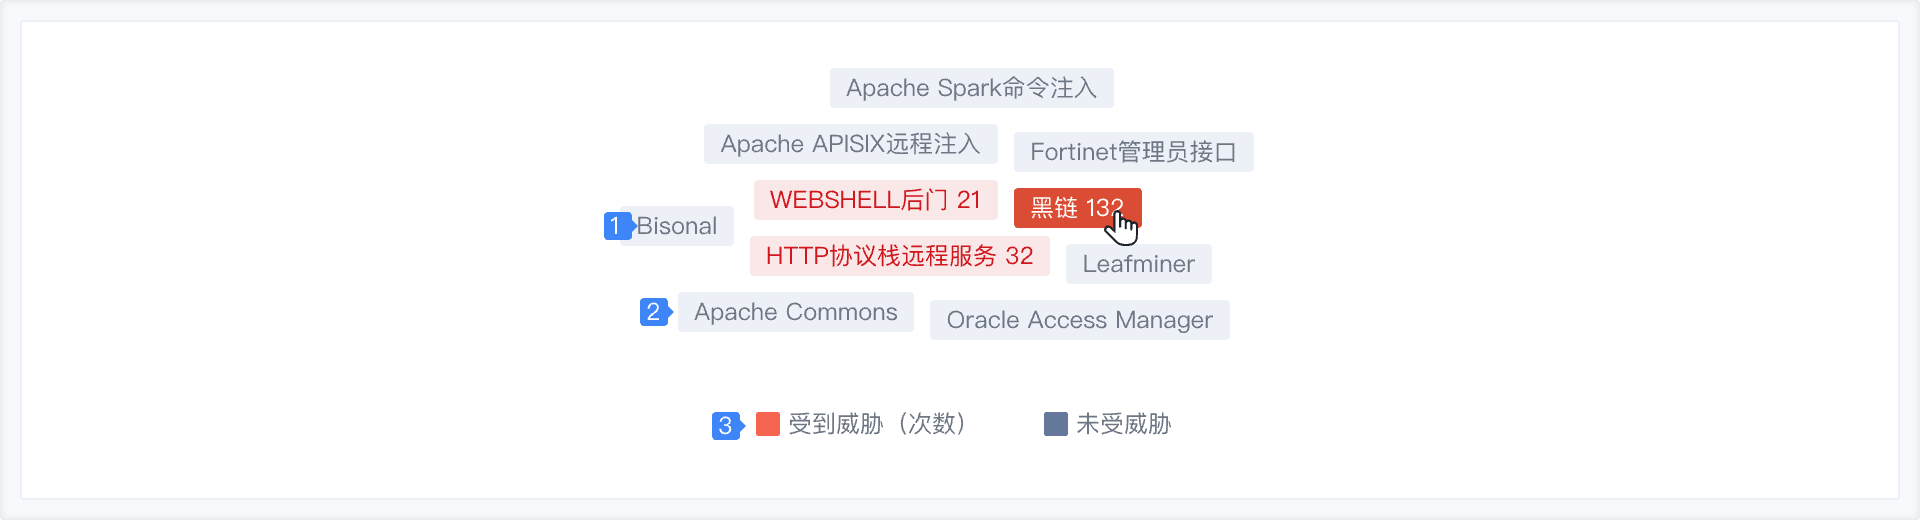 Apache Spark命令注入
Apache APISIX远程注入
Fortinet管理员接口
WEBSHELL后门 21
黑链 132
1
Bisonal
HTTP协议栈远程服务 32
Leafminer
2
Apache Commons
Oracle Access Manager
3
受到威胁（次数）
未受威胁